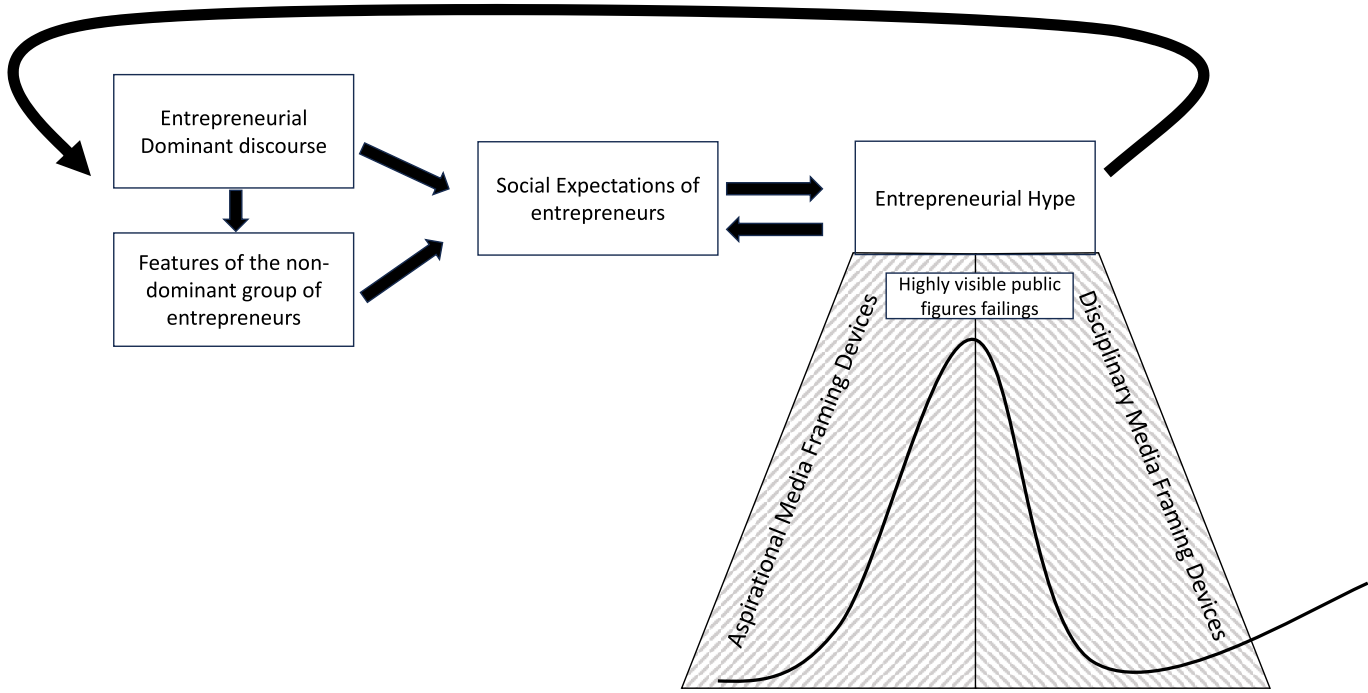 Entrepreneurial
Dominant discourse
Features of the non-
dominant group of
entrepreneurs
Social Expectations of
entrepreneurs
Entrepreneurial Hype
Highly visible public
figures failings
Aspirational Media Framing Devices
Disciplinary Media Framing Devices